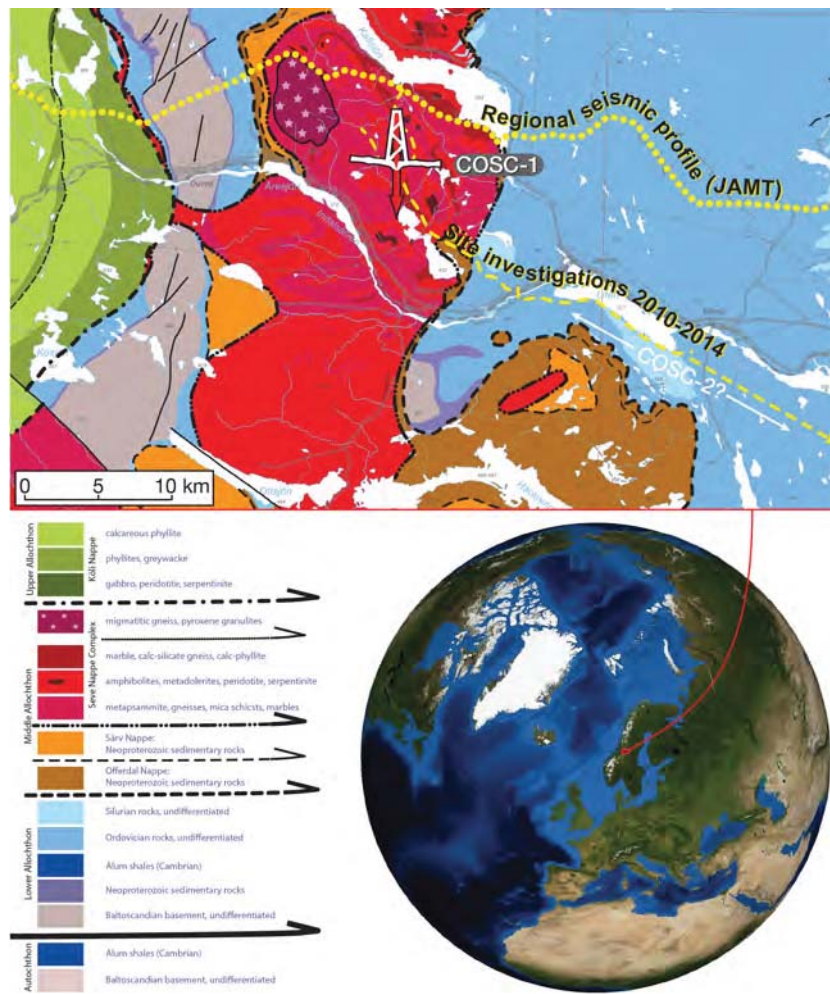 Kallsjön
Regional seismic profile (JAMT)
COSC-1
Åresjön
Indalsälven
Site investigations 2010-2014
COSC-2?
0 5 10 km
Ottsjön
Upper Allochthon
Köli Nappe
calcareous phyllite
phyllites, greywacke
gabbro, peridotite, serpentinite
Middle Allochthon
Seve Nappe Complex
migmatitic gneiss, pyroxene granulites
marble, calc-silicate gneiss, calc-phyllite
amphibolites, metadolerites, peridotite, serpentinite
metapsammite, gneisses, mica schicsts, marbles
Särv Nappe:
Neoproterozoic sedimentary rocks
Offerdal Nappe:
Neoproterozoic sedimentary rocks
Lower Allochthon
Silurian rocks, undifferentiated
Ordovician rocks, undifferentiated
Alum shales (Cambrian)
Neoproterozoic sedimentary rocks
Baltoscandian basement, undifferentiated
Autochthon
Alum shales (Cambrian)
Baltoscandian basement, undifferentiated